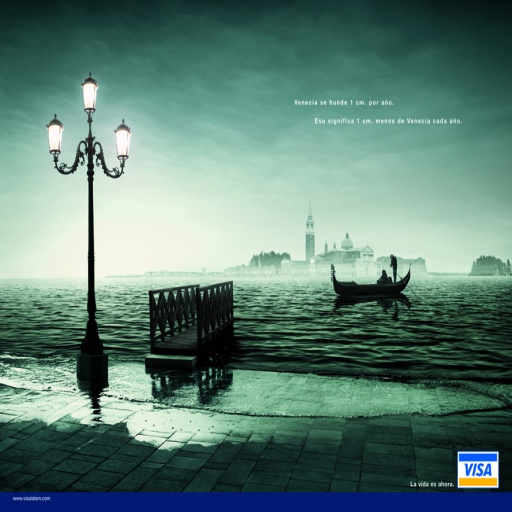 Venecia se hunde 1 cm. por año.
Eso significa 1 cm. menos de Venecia cada año.
La vida es ahora.
VISA
www.visalatam.com